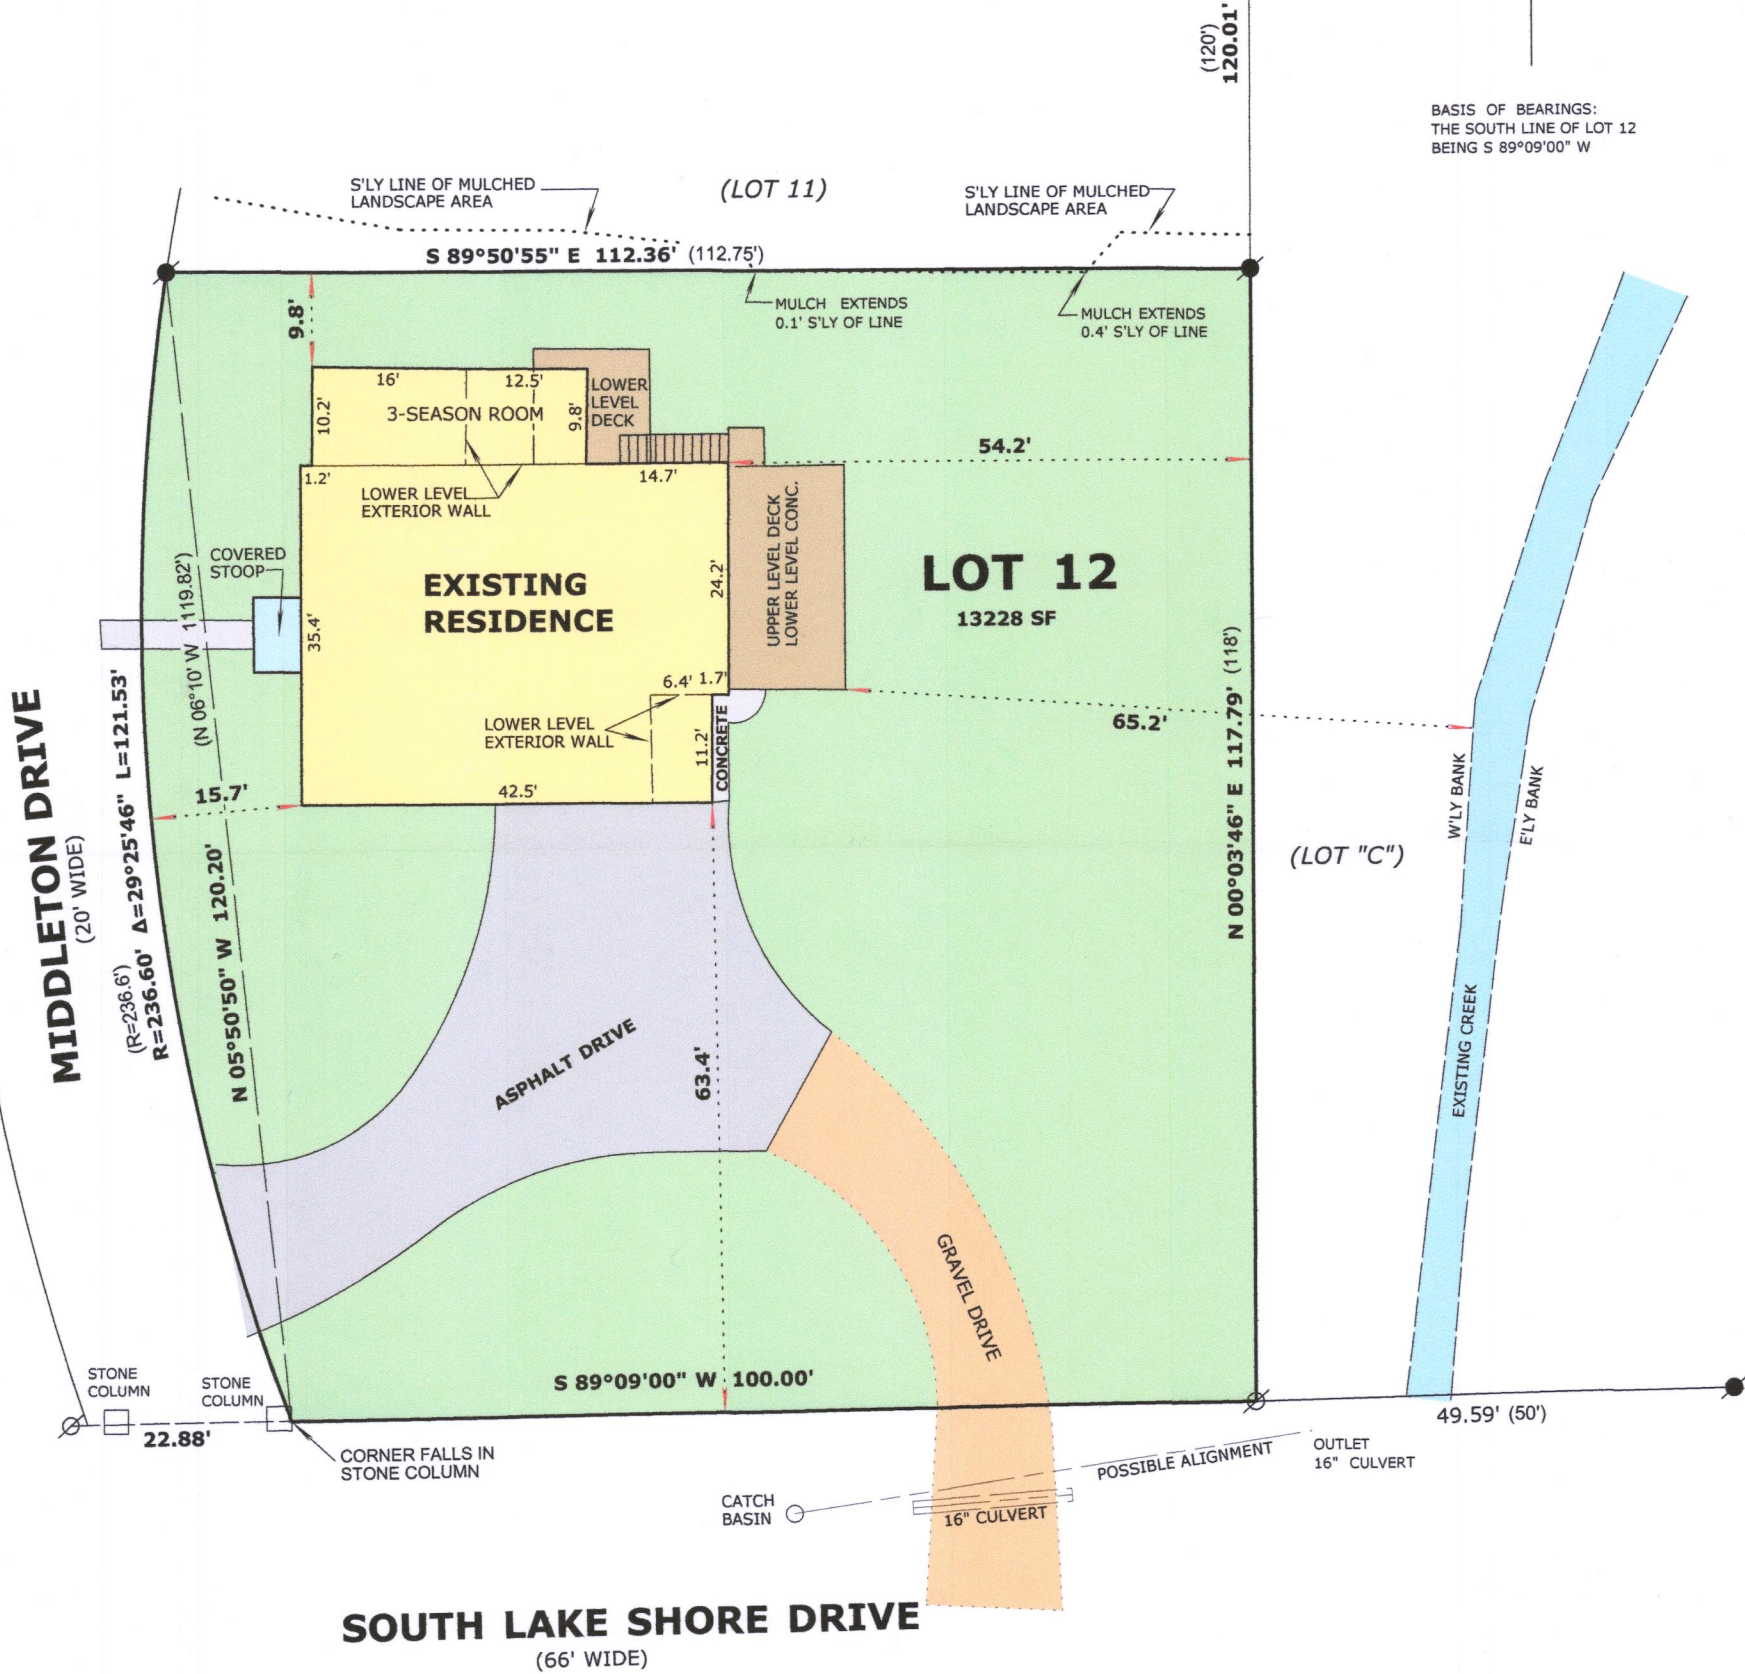 (120')
120.01'
BASIS OF BEARINGS:
THE SOUTH LINE OF LOT 12
BEING S 89°09'00" W
S'LY LINE OF MULCHED
LANDSCAPE AREA
(LOT 11)
S'LY LINE OF MULCHED
LANDSCAPE AREA
S 89°50'55" E 112.36' (112.75')
MULCH EXTENDS
0.1' S'LY OF LINE
MULCH EXTENDS
0.4' S'LY OF LINE
9.8'
16'
12.5'
LOWER
LEVEL
DECK
10.2'
3-SEASON ROOM
9.8'
54.2'
1.2'
14.7'
LOWER LEVEL
EXTERIOR WALL
UPPER LEVEL DECK
LOWER LEVEL CONC.
COVERED
STOOP
EXISTING
RESIDENCE
24.2'
35.4'
LOT 12
13228 SF
(N 06°10' W 1119.82')
6.4'
1.7'
LOWER LEVEL
EXTERIOR WALL
11.2'
CONCRETE
42.5'
15.7'
65.2'
N 00°03'46" E 117.79' (118')
W'LY BANK
E'LY BANK
(LOT "C")
EXISTING CREEK
MIDDLETON DRIVE
(20' WIDE)
(R=236.6')
R=236.60' Δ=29°25'46" L=121.53'
N 05°50'50" W 120.20'
ASPHALT DRIVE
63.4'
GRAVEL DRIVE
S 89°09'00" W 100.00'
STONE
COLUMN
STONE
COLUMN
22.88'
CORNER FALLS IN
STONE COLUMN
49.59' (50')
POSSIBLE ALIGNMENT
OUTLET
16" CULVERT
CATCH
BASIN
16" CULVERT
SOUTH LAKE SHORE DRIVE
(66' WIDE)